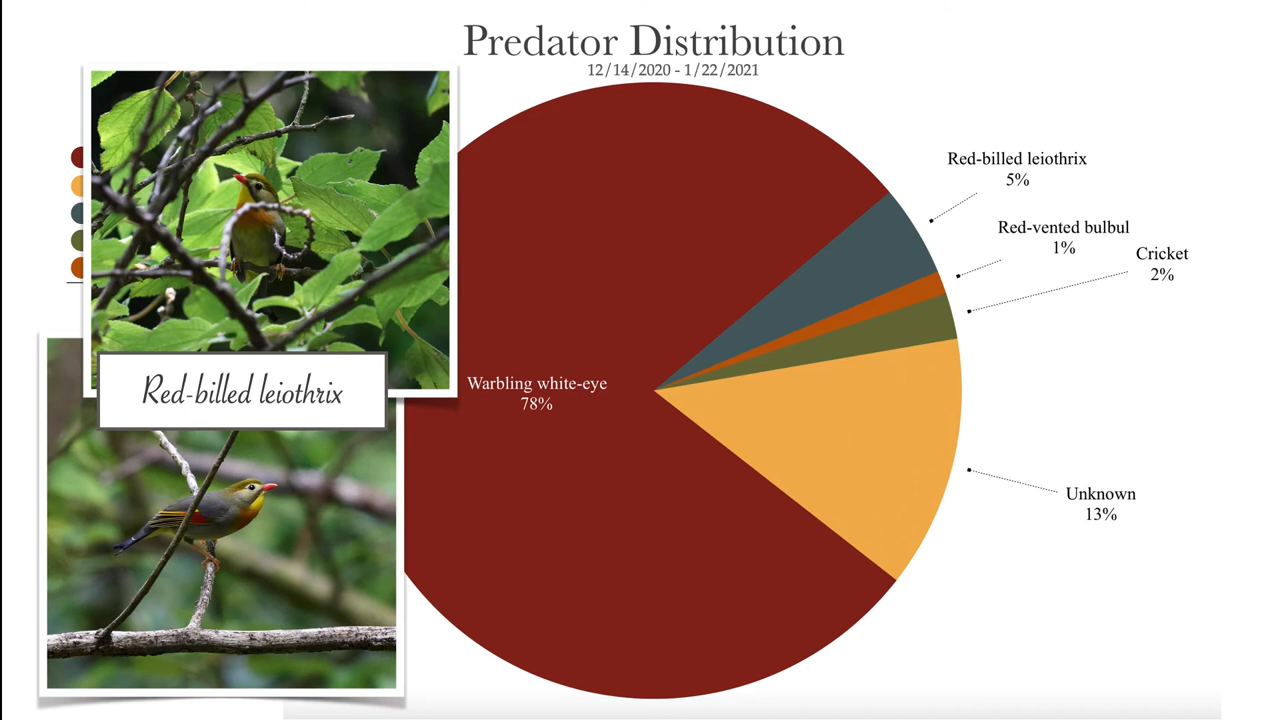 Predator Distribution
12/14/2020 - 1/22/2021
Red-billed leiothrix
5%
Red-vented bulbul
1%
Cricket
2%
Warbling white-eye
78%
Red-billed leiothrix
Unknown
13%